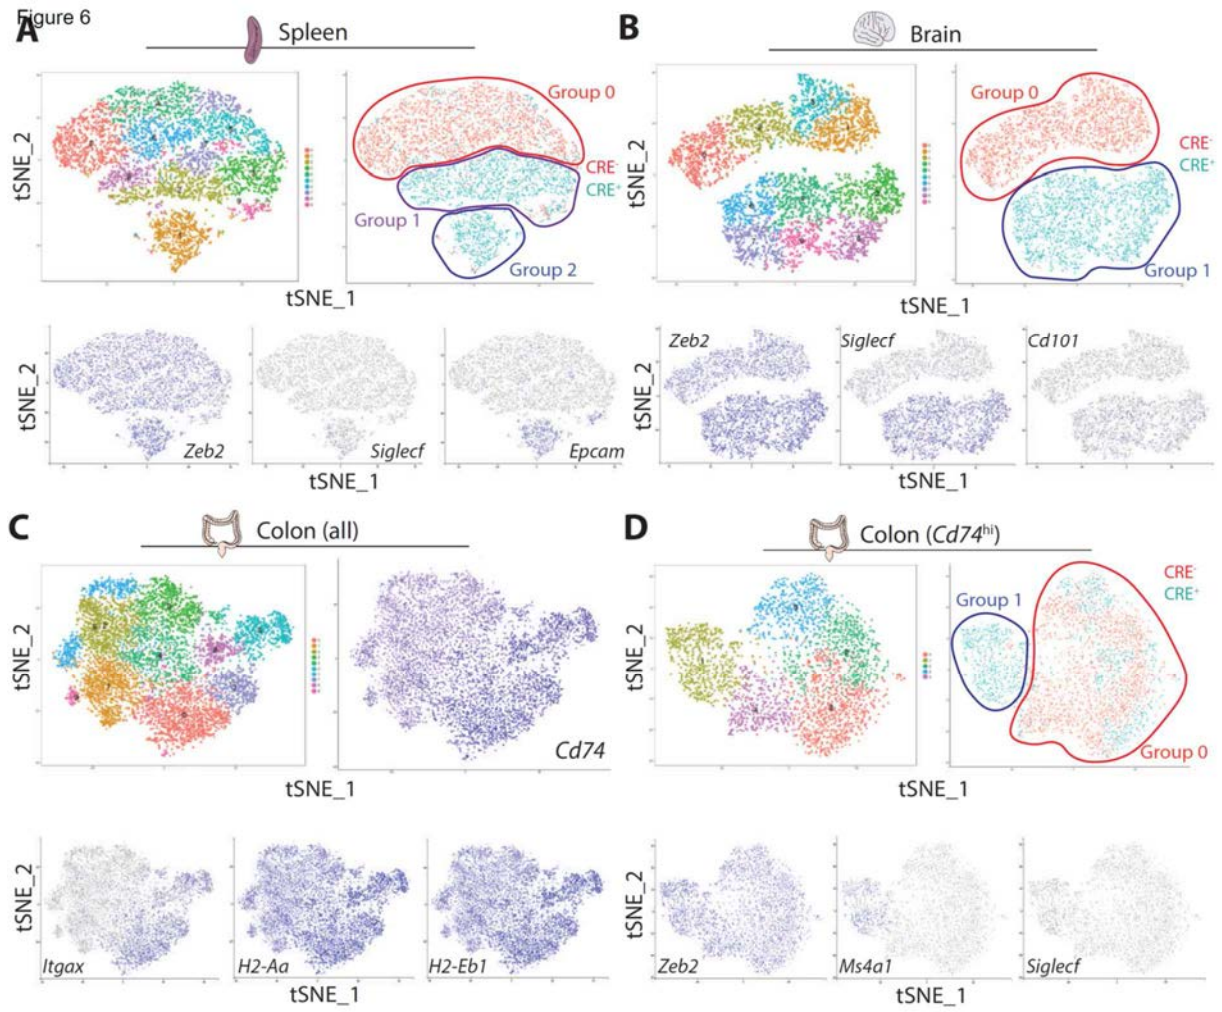 Figure 6
A
Spleen
tSNE_2
Group 0
CRE-
CRE+
Group 1
Group 2
tSNE_1
tSNE_2
Zeb2
Siglecf
Epcam
tSNE_1
B
Brain
tSNE_2
Group 0
CRE-
CRE+
Group 1
tSNE_1
tSNE_2
Zeb2
Siglecf
Cd101
tSNE_1
C
Colon (all)
tSNE_2
Cd74
tSNE_1
tSNE_2
Itgax
H2-Aa
H2-Eb1
tSNE_1
D
Colon (Cd74hi)
tSNE_2
Group 1
CRE-
CRE+
Group 0
tSNE_1
tSNE_2
Zeb2
Ms4a1
Siglecf
tSNE_1